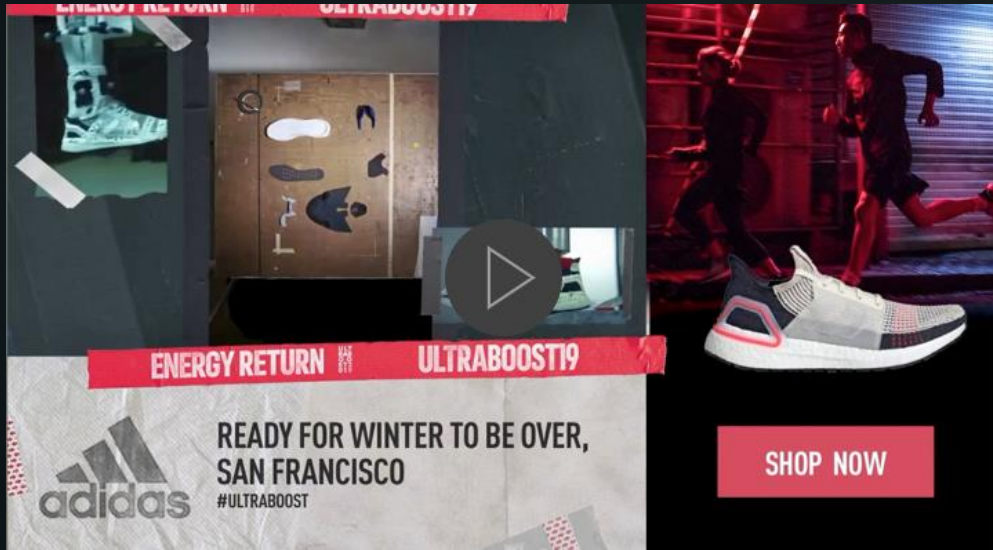 ENERGY RETURN ULTRABOOST19
ENERGY RETURN ULTRABOOST19
adidas
READY FOR WINTER TO BE OVER,
SAN FRANCISCO
#ULTRABOOST
SHOP NOW